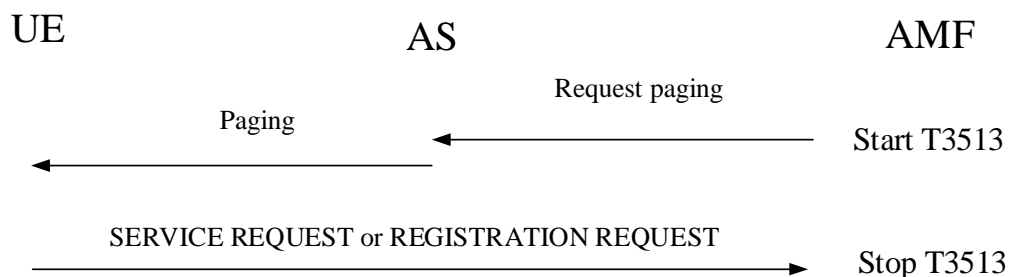 UE
AS
AMF
Request paging
Paging
Start T3513
SERVICE REQUEST or REGISTRATION REQUEST
Stop T3513